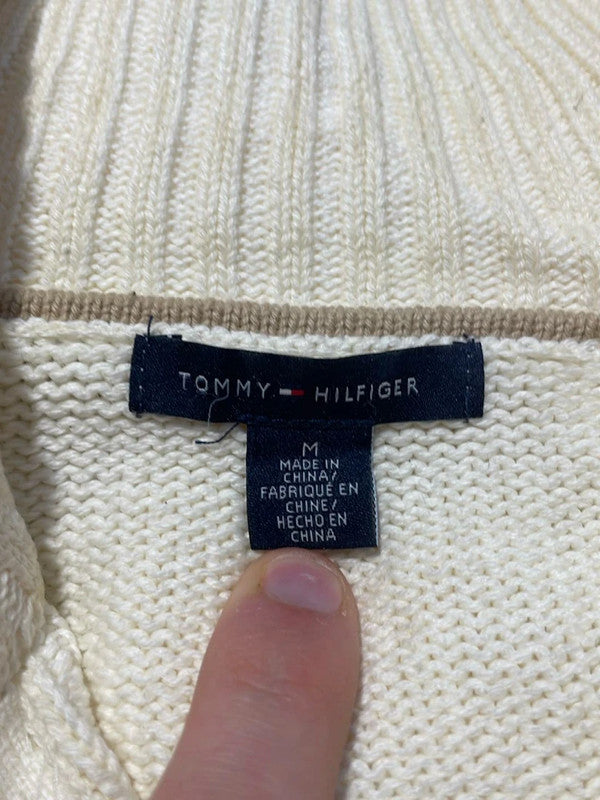 TOMMY HILFIGER
M
MADE IN
CHINA/
FABRIQUÉ EN
CHINE/
HECHO EN
CHINA